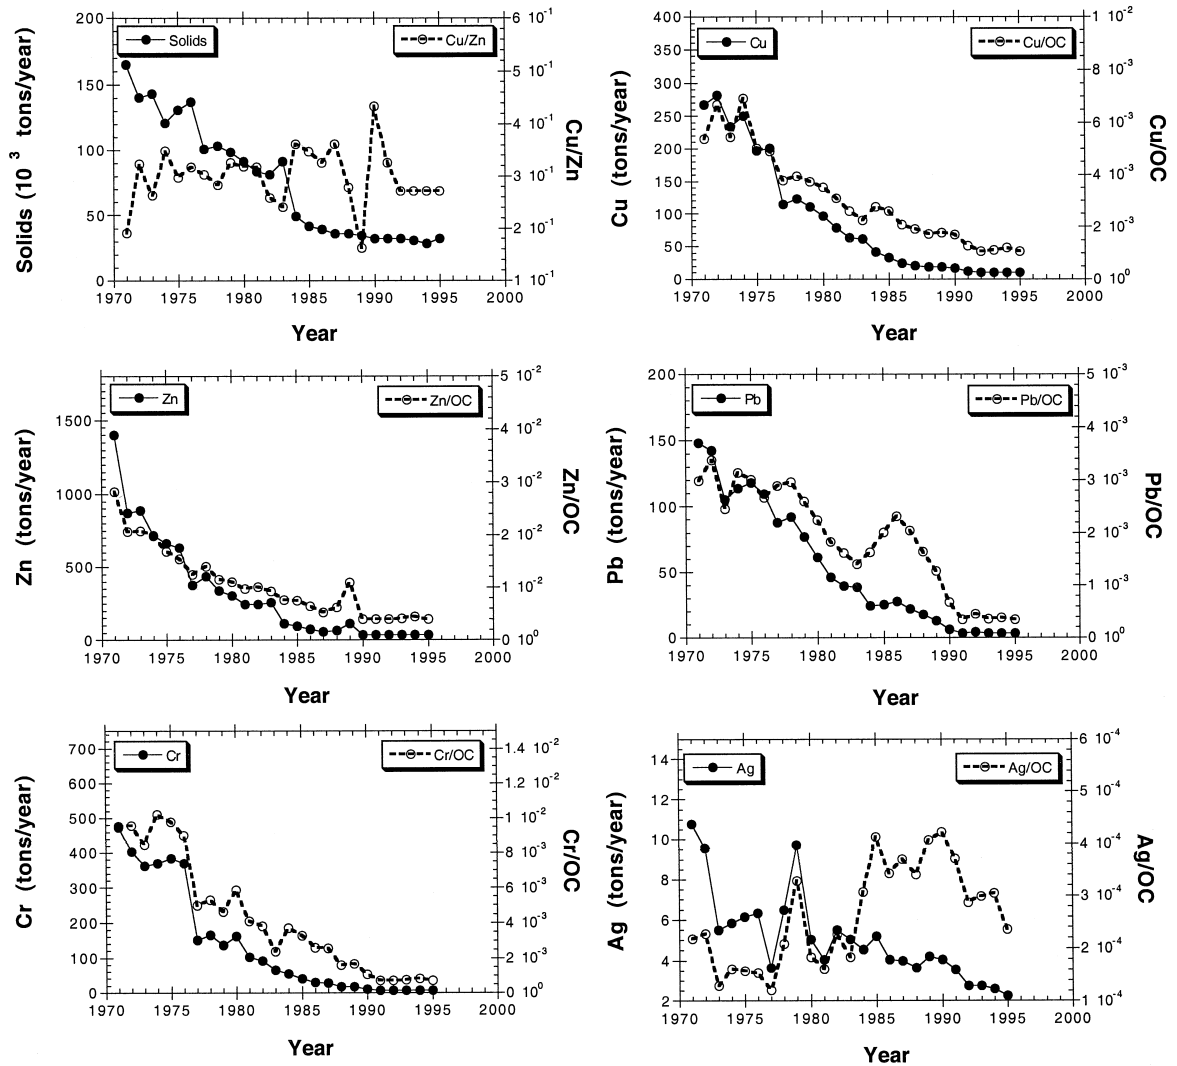 Solids
Cu/Zn
Solids (10 3 tons/year)
200
150
100
50
0
6 10-1
5 10-1
4 10-1
3 10-1
2 10-1
1 10-1
Cu/Zn
1970 1975 1980 1985 1990 1995 2000
Year
Cu
Cu/OC
Cu (tons/year)
400
350
300
250
200
150
100
50
0
1 10-2
8 10-3
6 10-3
4 10-3
2 10-3
0 100
Cu/OC
1970 1975 1980 1985 1990 1995 2000
Year
Zn
Zn/OC
Zn (tons/year)
1500
1000
500
0
5 10-2
4 10-2
3 10-2
2 10-2
1 10-2
0 100
Zn/OC
1970 1975 1980 1985 1990 1995 2000
Year
Pb
Pb/OC
Pb (tons/year)
200
150
100
50
0
5 10-3
4 10-3
3 10-3
2 10-3
1 10-3
0 100
Pb/OC
1970 1975 1980 1985 1990 1995 2000
Year
Cr
Cr/OC
Cr (tons/year)
700
600
500
400
300
200
100
0
1.4 10-2
1.2 10-2
1 10-2
8 10-3
6 10-3
4 10-3
2 10-3
0 100
Cr/OC
1970 1975 1980 1985 1990 1995 2000
Year
Ag
Ag/OC
Ag (tons/year)
14
12
10
8
6
4
2
6 10-4
5 10-4
4 10-4
3 10-4
2 10-4
1 10-4
Ag/OC
1970 1975 1980 1985 1990 1995 2000
Year